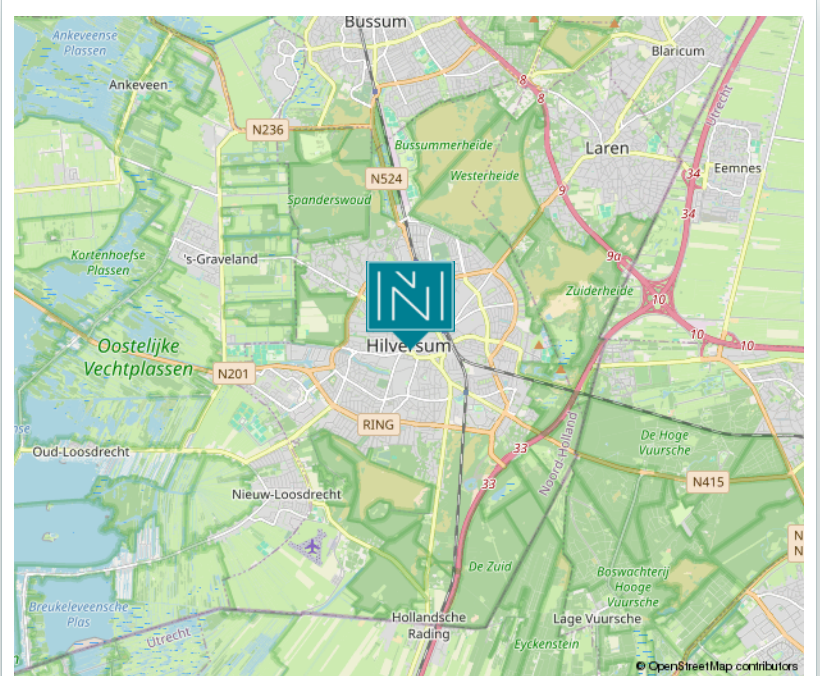 Bussum
Ankeveense
Plassen
Blaricum
8
Ankeveen
8
Utrecht
N236
Bussummerheide
Laren
Eemnes
N524
Westerheide
34
9
Spanderswoud
34
Kortenhoefse
Plassen
's-Graveland
9a
Zuiderheide
10
N
Oostelijke
Vechtplassen
Hilversum
10
10
N201
RING
Noord-Holland
De Hoge
Vuursche
33
Oud-Loosdrecht
N415
33
Nieuw-Loosdrecht
N
N
De Zuid
Boswachterij
Hooge
Vuursche
Breukeleveensche
Plas
Hollandsche
Rading
Lage Vuursche
Utrecht
Eyckenstein
© OpenStreetMap contributors